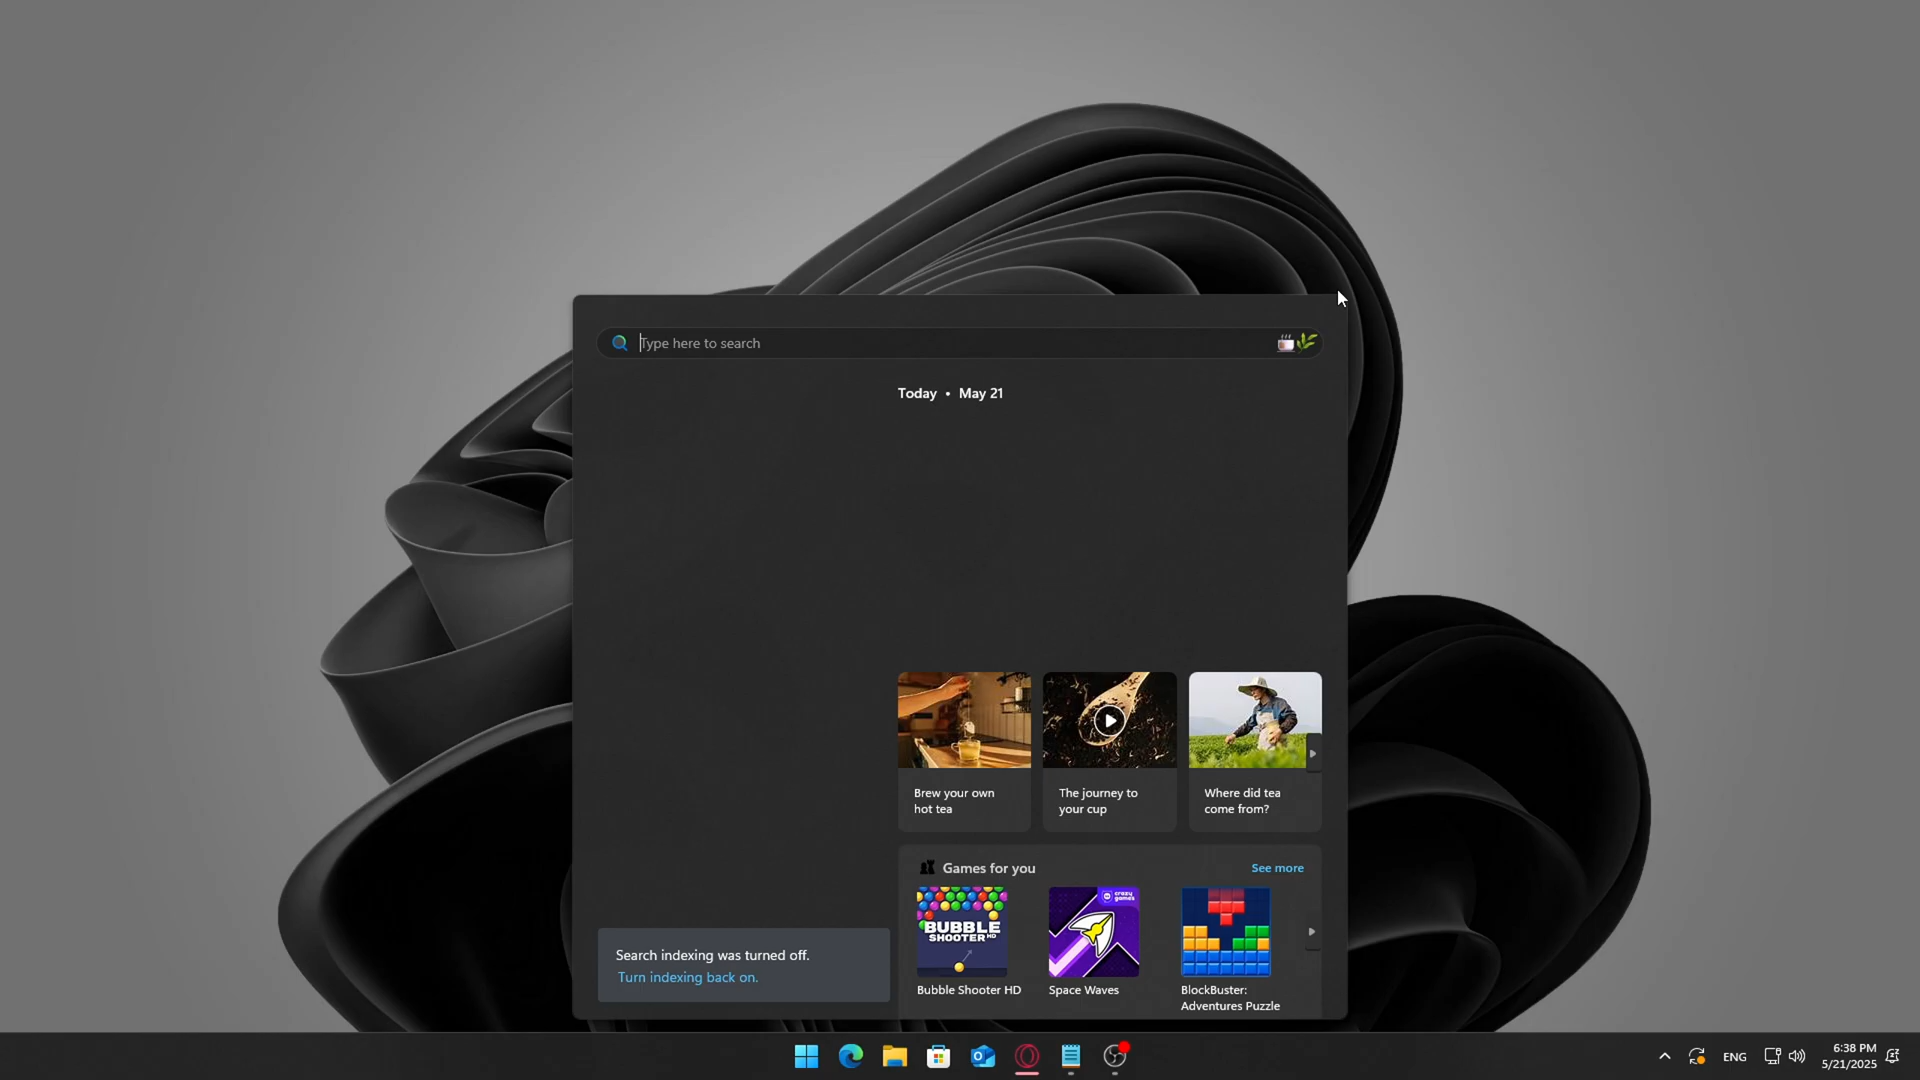 Type here to search
Today • May 21
Brew your own
hot tea
The journey to
your cup
Where did tea
come from?
Games for you
See more
BUBBLE
SHOOTER HD
crazy
games
Bubble Shooter HD
Space Waves
BlockBuster:
Adventures Puzzle
Search indexing was turned off.
Turn indexing back on.
ENG
6:38 PM
5/21/2025